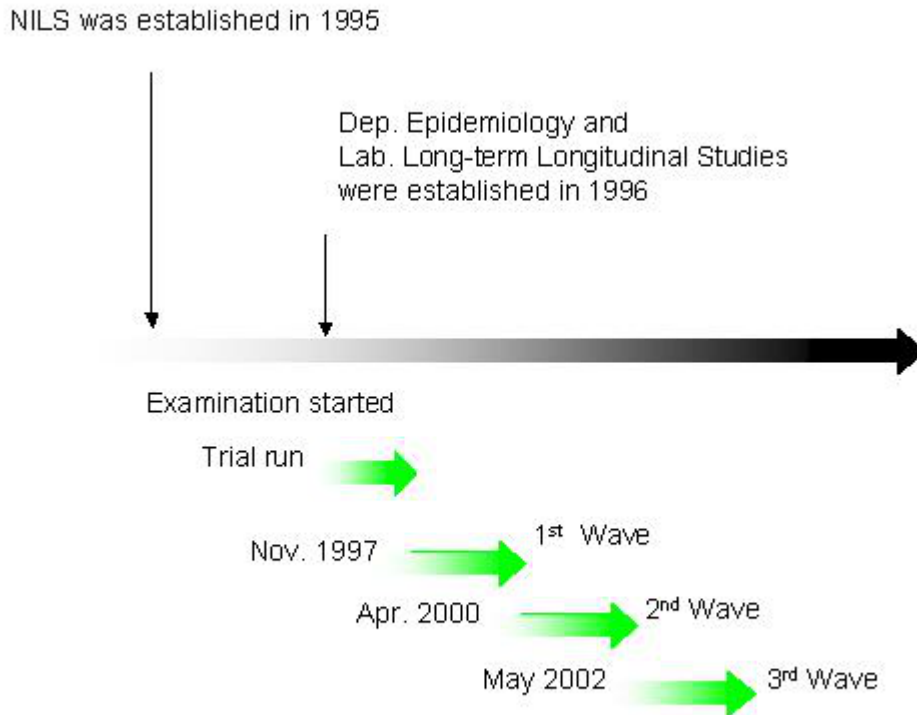 NILS was established in 1995
Dep. Epidemiology and
Lab. Long-term Longitudinal Studies
were established in 1996
Examination started
Trial run
Nov. 1997
1st Wave
Apr. 2000
2nd Wave
May 2002
3rd Wave